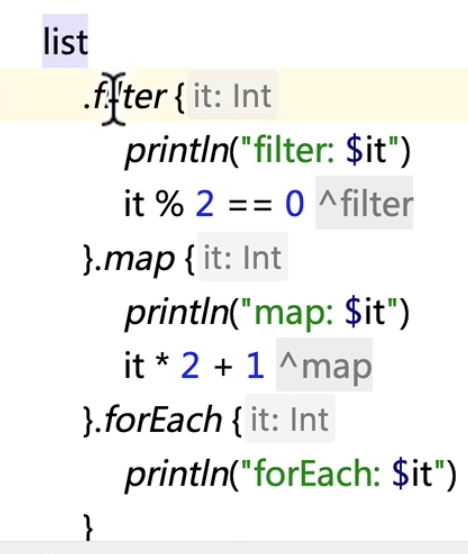 list
.filter { it: Int
println("filter: $it")
it % 2 == 0 ^filter
}.map { it: Int
println("map: $it")
it * 2 + 1 ^map
}.forEach { it: Int
println("forEach: $it")
}